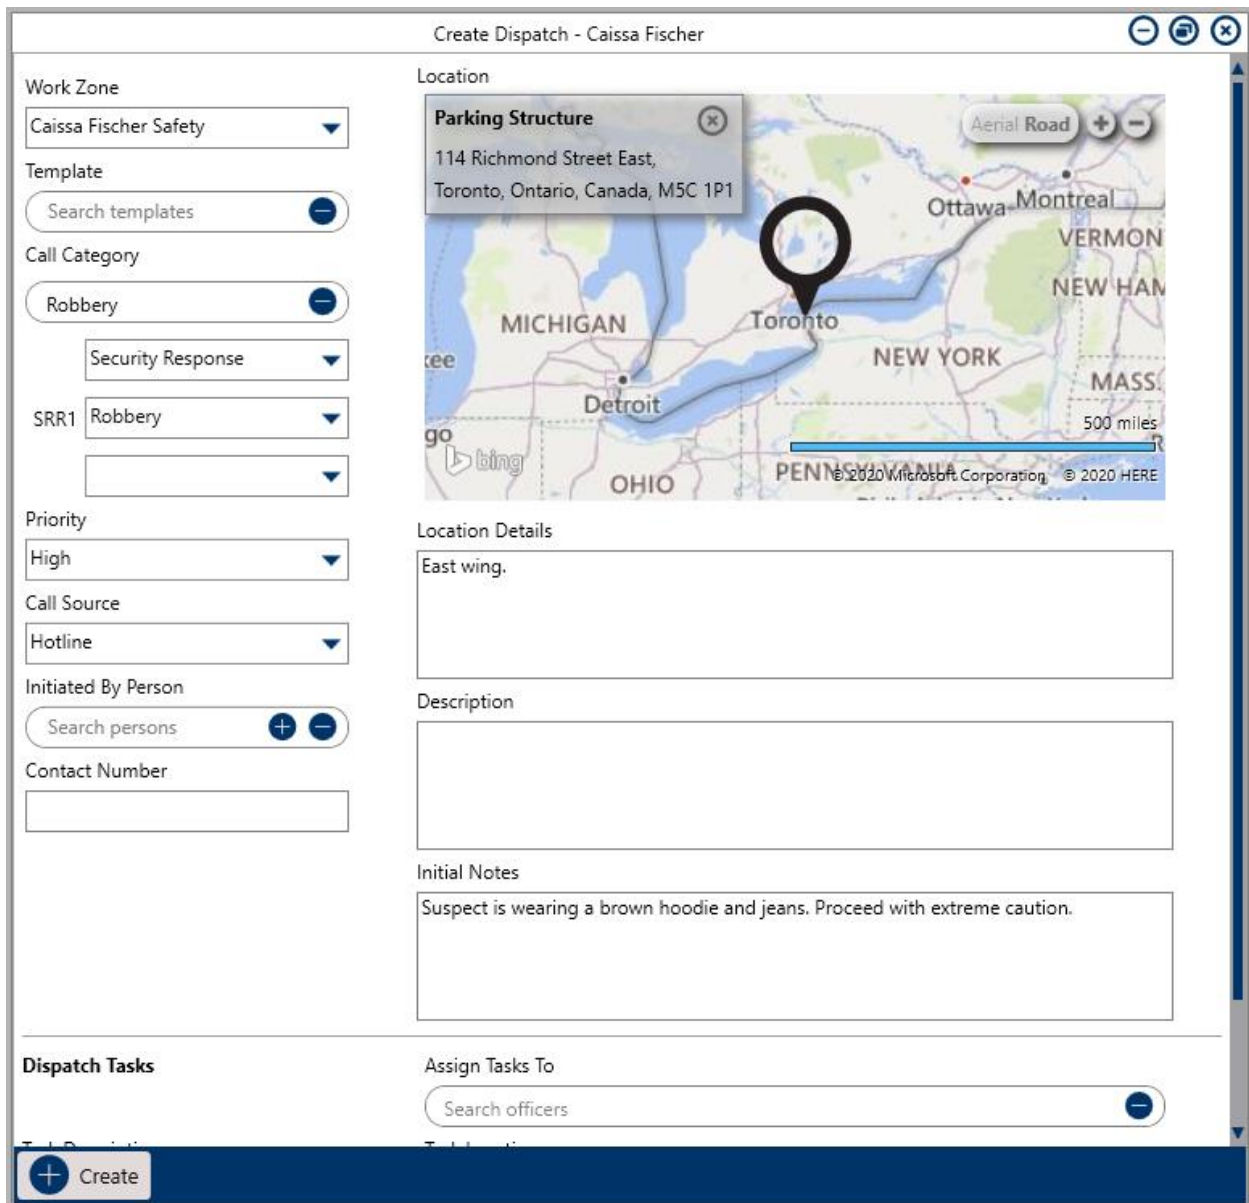 Create Dispatch - Caissa Fischer
Work Zone
Caissa Fischer Safety
Template
Search templates
Call Category
Robbery
Security Response
SRR1 Robbery
Priority
High
Call Source
Hotline
Initiated By Person
Search persons
Contact Number
Location
Parking Structure
114 Richmond Street East,
Toronto, Ontario, Canada, M5C 1P1
Aerial Road
Ottawa
Montreal
VERMON
NEW HAM
MICHIGAN
Toronto
NEW YORK
MASS.
kee
Detroit
500 miles
go
bing
OHIO
PENNSYLVANIA
© 2020 Microsoft Corporation © 2020 HERE
Location Details
East wing.
Description
Initial Notes
Suspect is wearing a brown hoodie and jeans. Proceed with extreme caution.
Dispatch Tasks
Assign Tasks To
Search officers
Create